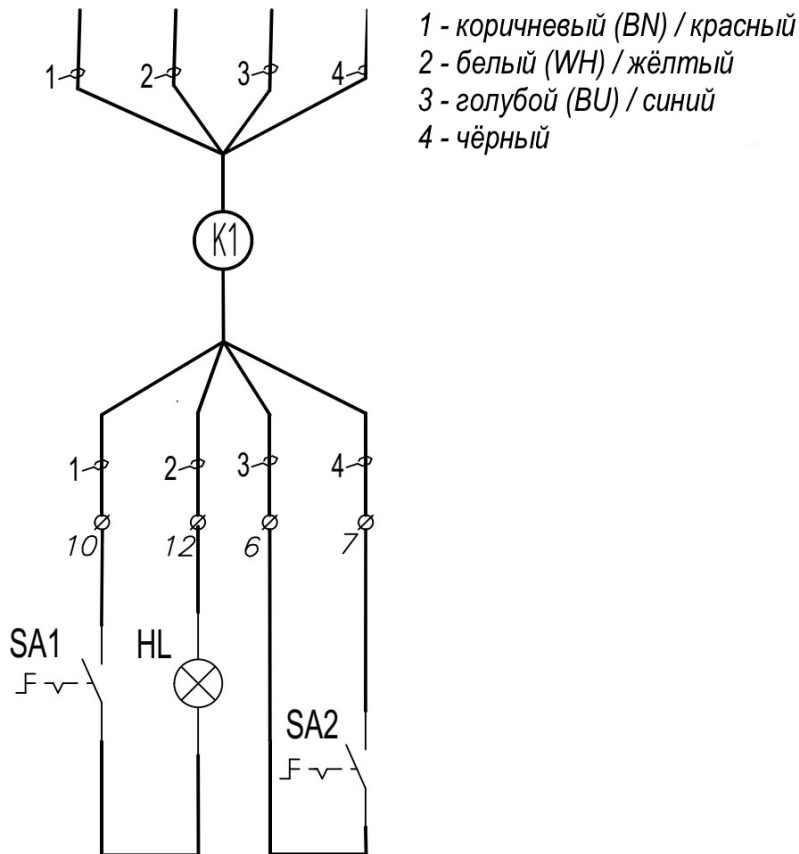 1 - коричневый (BN) / красный
2 - белый (WH) / жёлтый
3 - голубой (BU) / синий
4 - чёрный
1 2 3 4
K1
1 2 3 4
10 12 6 7
SA1 HL
SA2